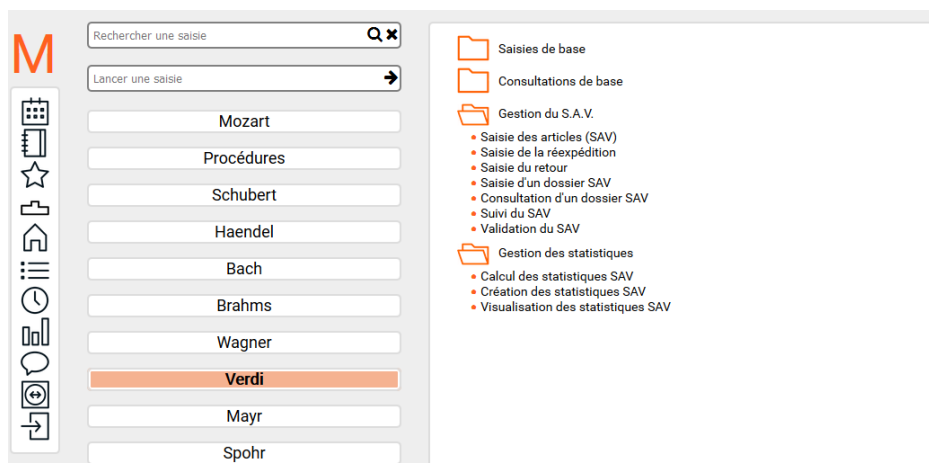 M
Rechercher une saisie
Lancer une saisie
Mozart
Procédures
Schubert
Haendel
Bach
Brahms
Wagner
Verdi
Mayr
Spohr
Saisies de base
Consultations de base
Gestion du S.A.V.
Saisie des articles (SAV)
Saisie de la réexpédition
Saisie du retour
Saisie d'un dossier SAV
Consultation d'un dossier SAV
Suivi du SAV
Validation du SAV
Gestion des statistiques
Calcul des statistiques SAV
Création des statistiques SAV
Visualisation des statistiques SAV